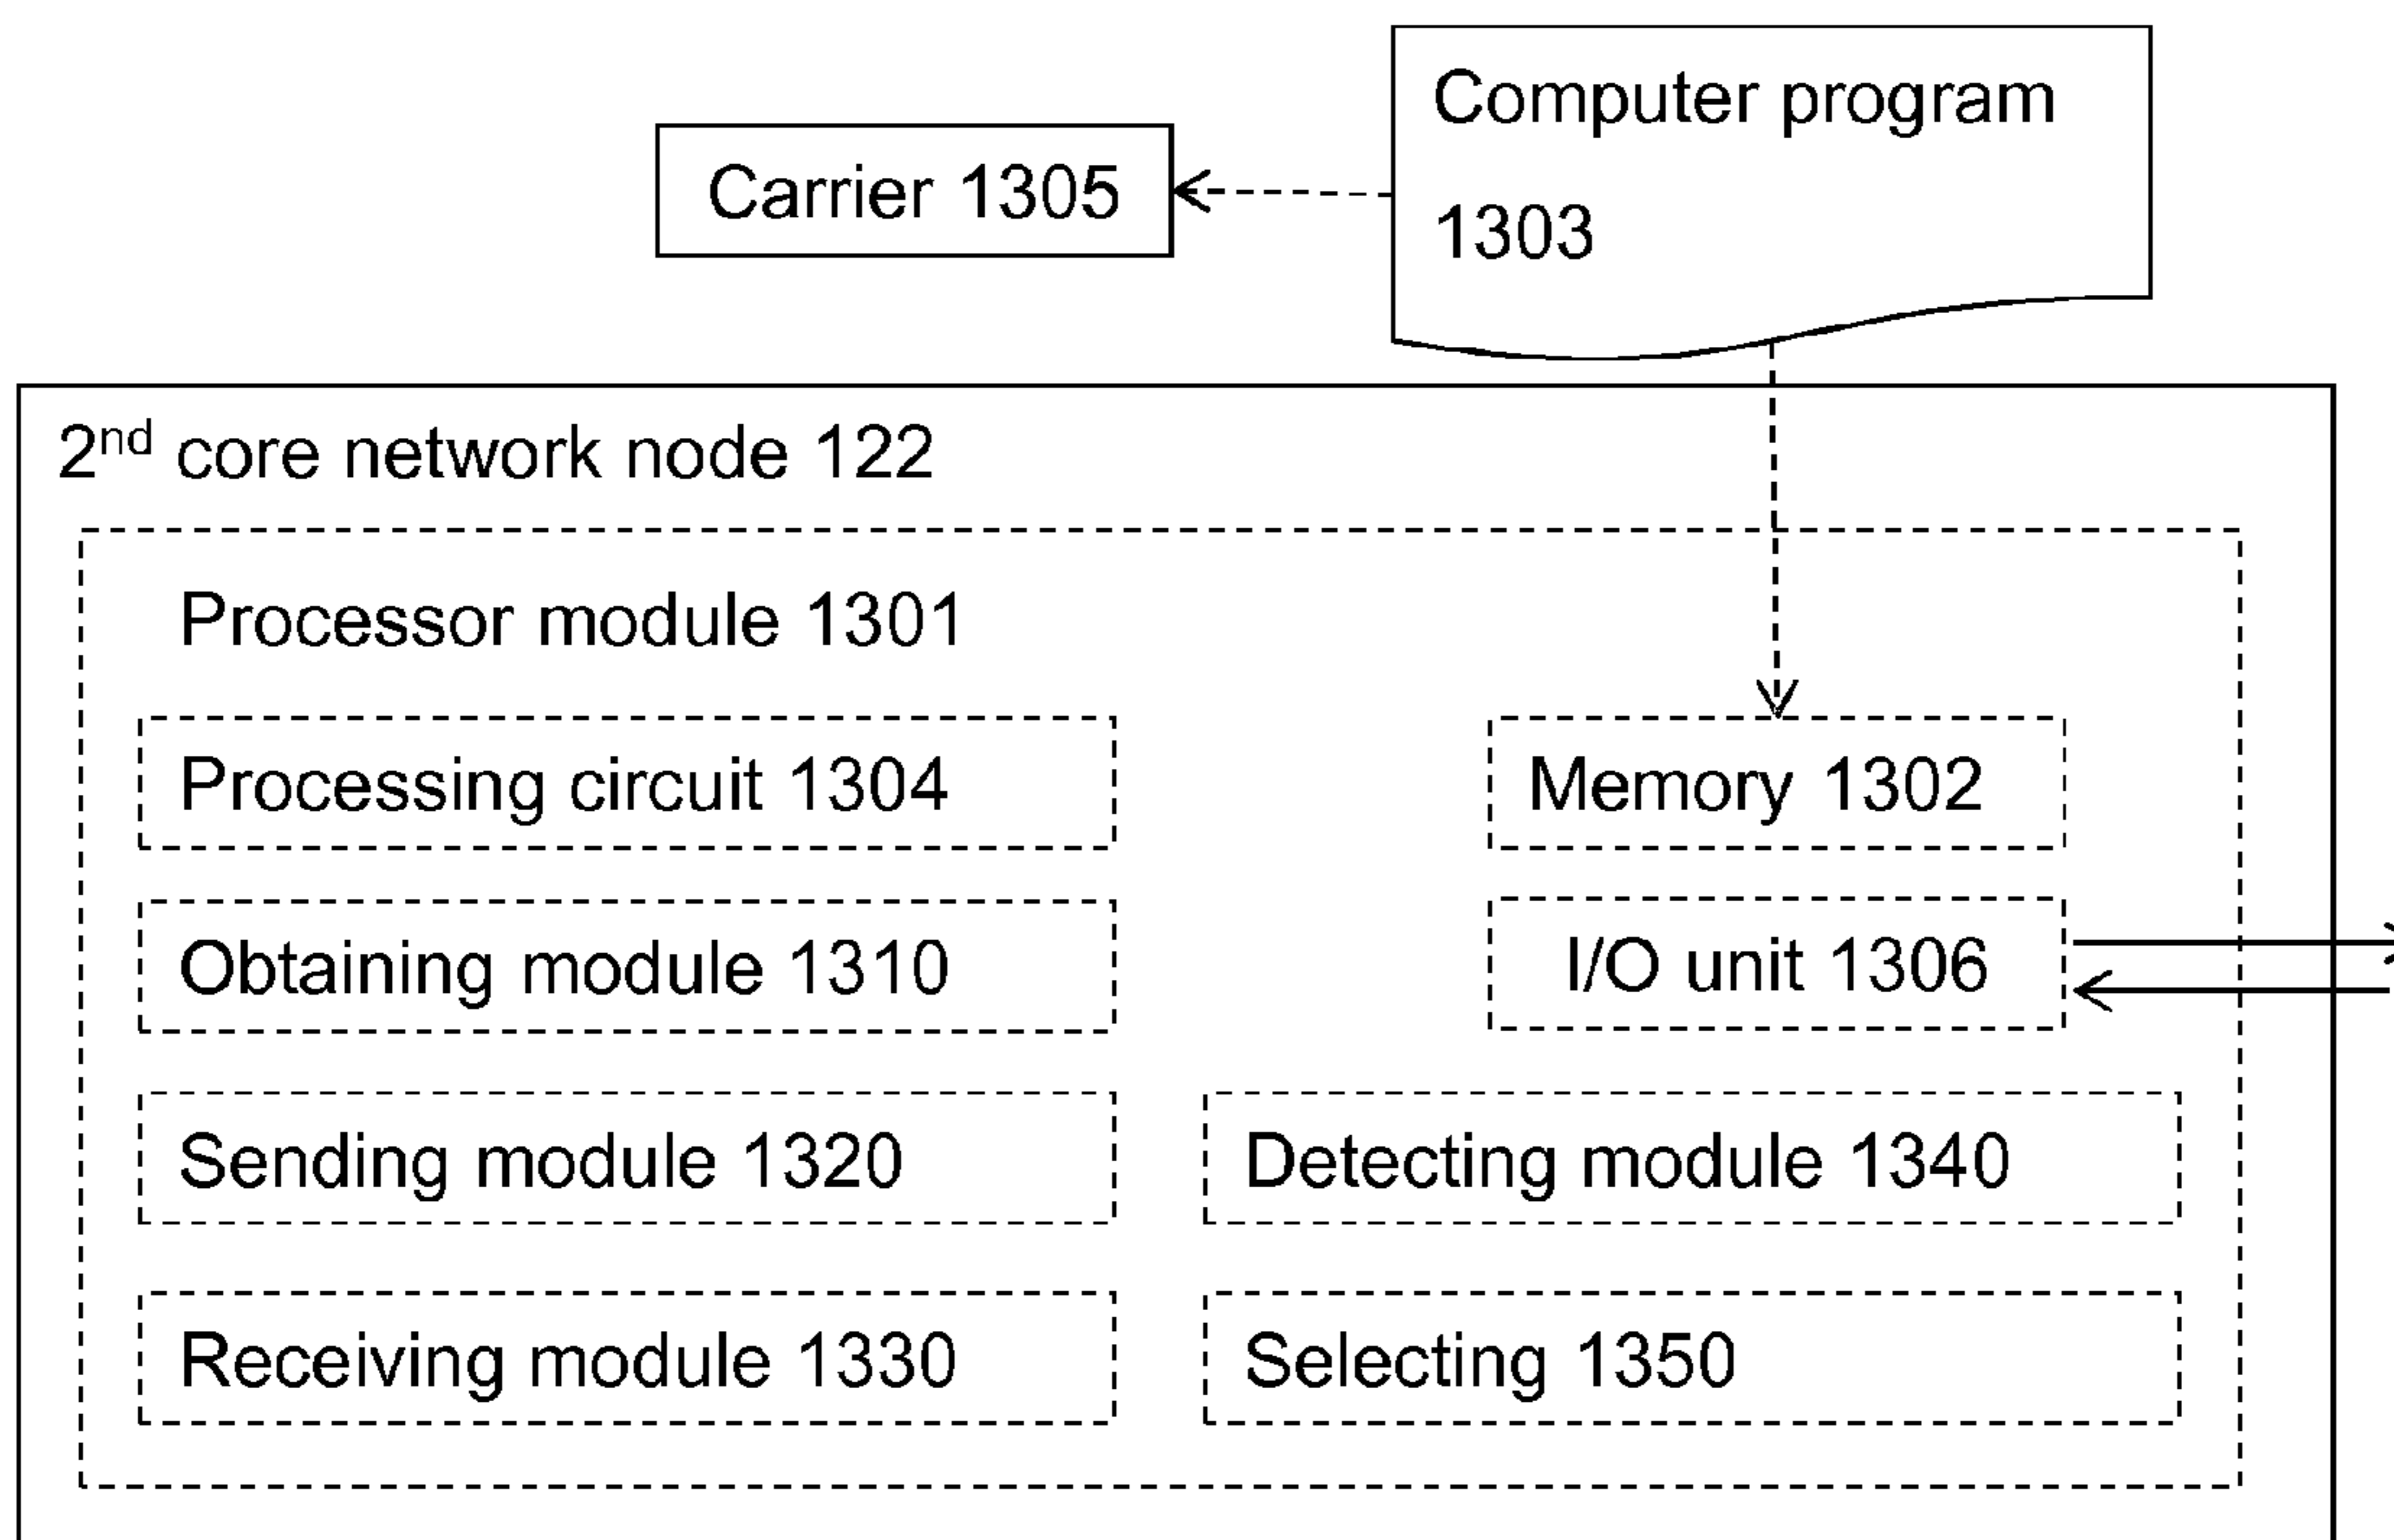 Computer program
1303
Carrier 1305
2nd core network node 122
Processor module 1301
Processing circuit 1304
Memory 1302
Obtaining module 1310
I/O unit 1306
Sending module 1320
Detecting module 1340
Receiving module 1330
Selecting 1350